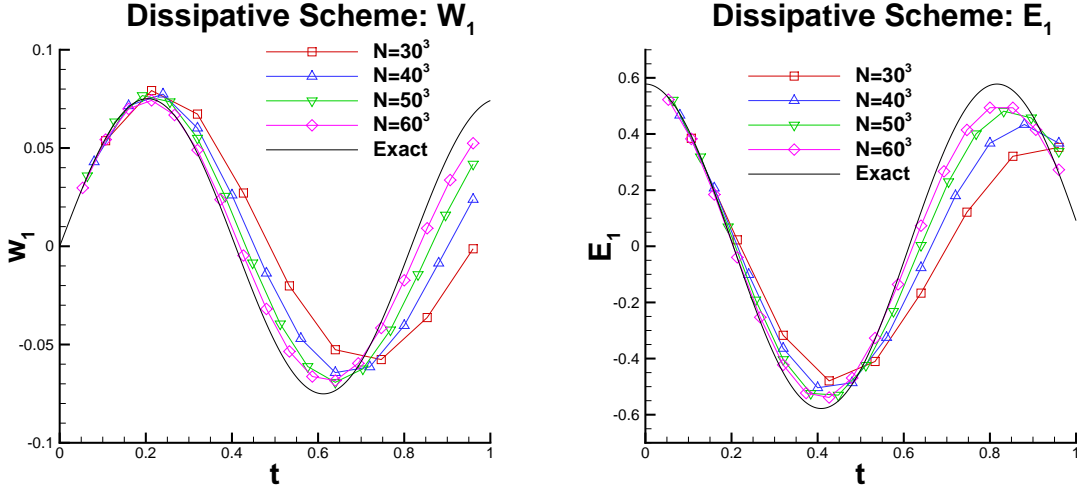 Dissipative Scheme: W₁
N=30³
N=40³
N=50³
N=60³
Exact
0.1
0.05
0
-0.05
-0.1
w₁
0
0.2
0.4
0.6
0.8
1
t
Dissipative Scheme: E₁
N=30³
N=40³
N=50³
N=60³
Exact
0.6
0.4
0.2
0
-0.2
-0.4
-0.6
E₁
0
0.2
0.4
0.6
0.8
1
t